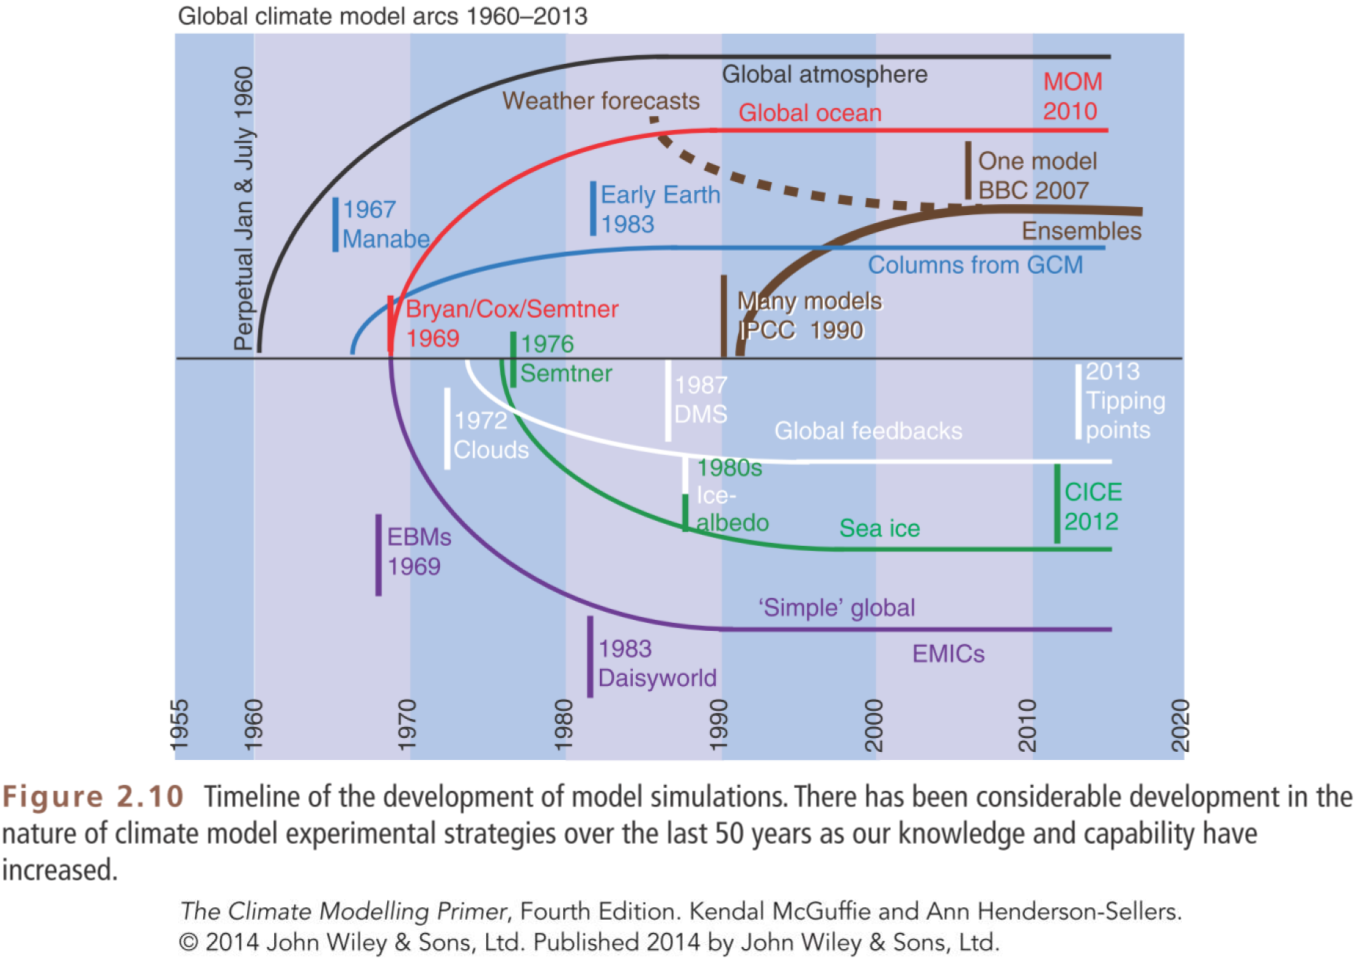 Global climate model arcs 1960–2013
Perpetual Jan & July 1960
Global atmosphere
MOM
2010
Weather forecasts
Global ocean
One model
BBC 2007
Early Earth
1983
1967
Manabe
Ensembles
Columns from GCM
Many models
IPCC 1990
Bryan/Cox/Semtner
1969
1976
Semtner
2013
Tipping
points
1987
DMS
1972
Clouds
Global feedbacks
1980s
Ice-
albedo
CICE
2012
Sea ice
EBMs
1969
‘Simple’ global
EMICs
1983
Daisyworld
1955
1960
1970
1980
1990
2000
2010
2020
Figure 2.10 Timeline of the development of model simulations. There has been considerable development in the
nature of climate model experimental strategies over the last 50 years as our knowledge and capability have
increased.
The Climate Modelling Primer, Fourth Edition. Kendal McGuffie and Ann Henderson-Sellers.
© 2014 John Wiley & Sons, Ltd. Published 2014 by John Wiley & Sons, Ltd.